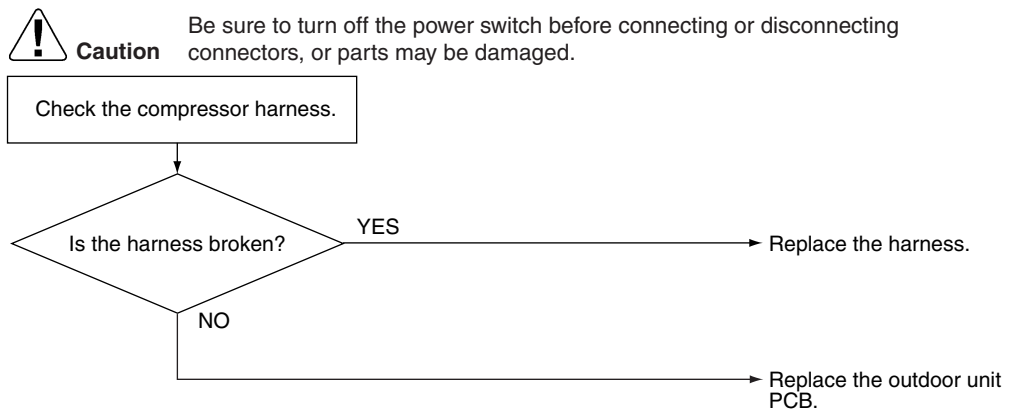 Be sure to turn off the power switch before connecting or disconnecting
Caution connectors, or parts may be damaged.
Check the compressor harness.
Is the harness broken?
YES
Replace the harness.
NO
Replace the outdoor unit
PCB.